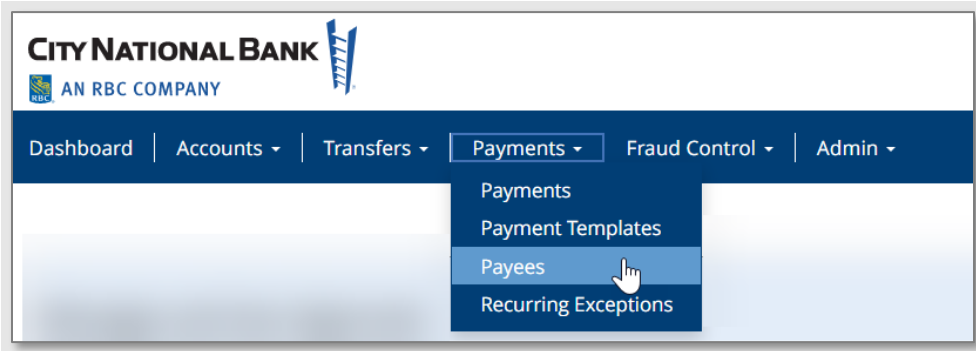 CITY NATIONAL BANK
RBC AN RBC COMPANY
Dashboard Accounts Transfers Payments Fraud Control Admin
Payments
Payment Templates
Payees
Recurring Exceptions